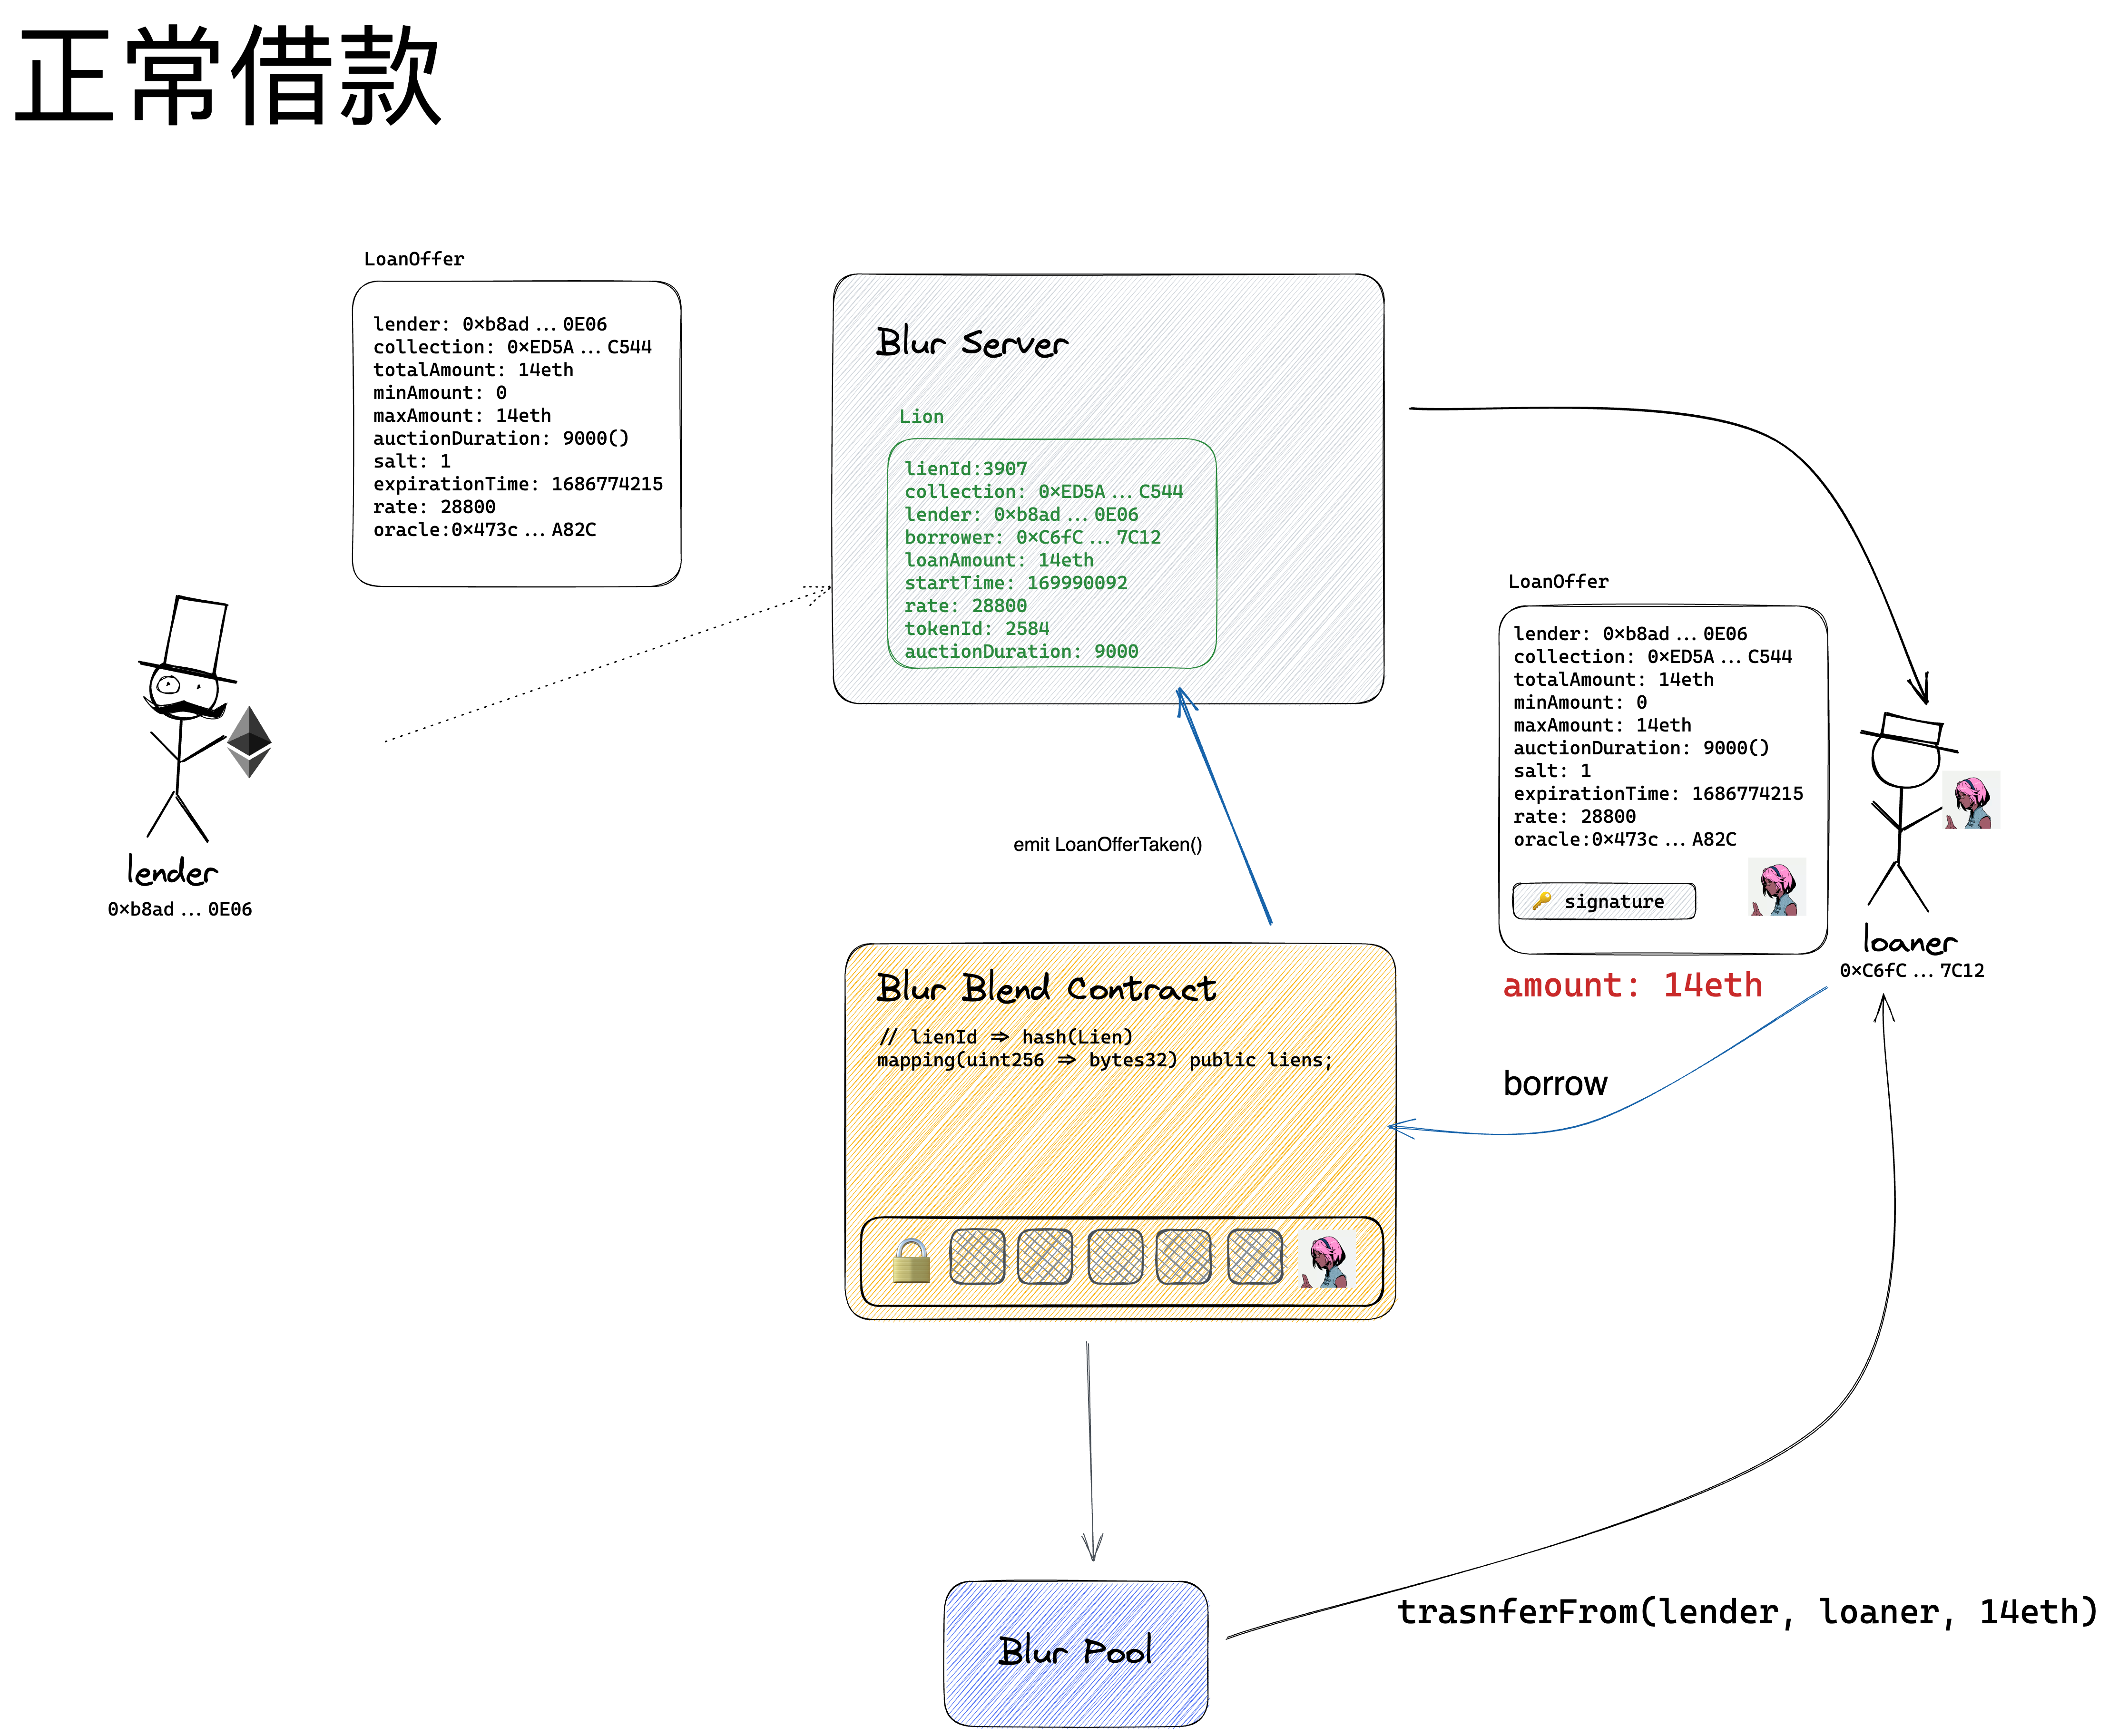 正常借款
LoanOffer
lender: 0×b8ad...0E06
collection: 0×ED5A...C544
totalAmount: 14eth
minAmount: 0
maxAmount: 14eth
auctionDuration: 9000()
salt: 1
expirationTime: 1686774215
rate: 28800
oracle:0×473c...A82C
lender
0×b8ad...0E06
Blur Server
Lion
lienId:3907
collection: 0×ED5A...C544
lender: 0×b8ad...0E06
borrower: 0×C6fC...7C12
loanAmount: 14eth
startTime: 169990092
rate: 28800
tokenId: 2584
auctionDuration: 9000
LoanOffer
lender: 0×b8ad...0E06
collection: 0×ED5A...C544
totalAmount: 14eth
minAmount: 0
maxAmount: 14eth
auctionDuration: 9000()
salt: 1
expirationTime: 1686774215
rate: 28800
oracle:0×473c...A82C
🔑 signature
loaner
0×C6fC...7C12
amount: 14eth
borrow
emit LoanOfferTaken()
Blur Blend Contract
// lienId => hash(Lien)
mapping(uint256 => bytes32) public liens;
Blur Pool
trasnferFrom(lender, loaner, 14eth)